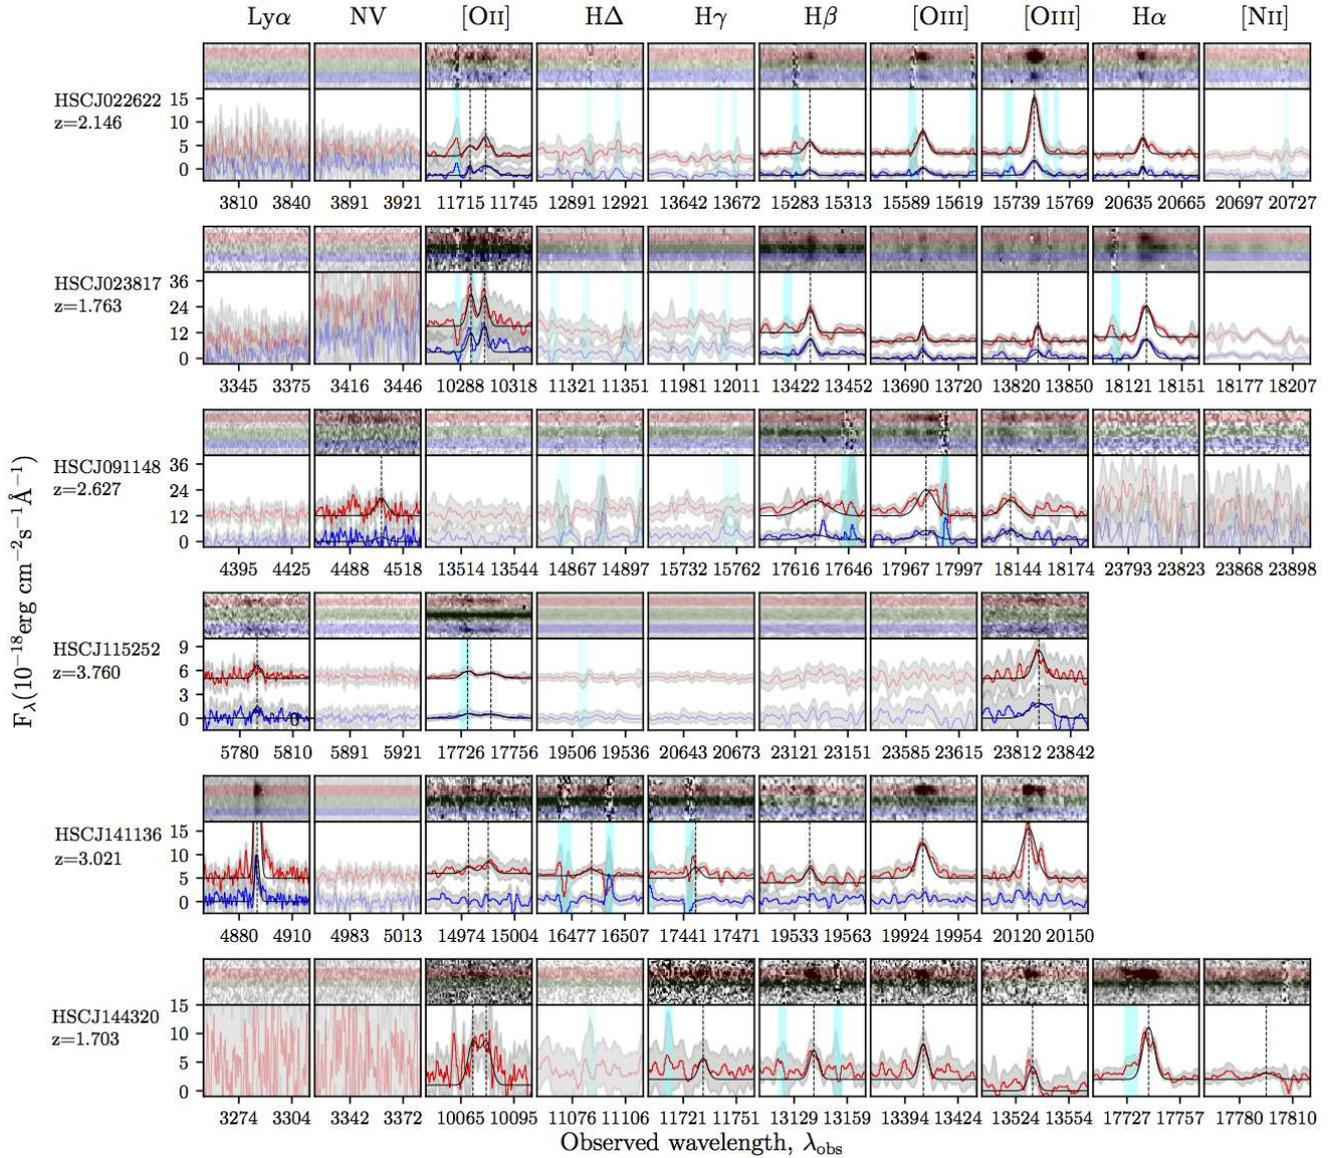 Lyα NV [OII] HΔ Hγ Hβ [OIII] [OIII] Hα [NII]
HSCJ022622
z=2.146
15
10
5
0
3810 3840 3891 3921 11715 11745 12891 12921 13642 13672 15283 15313 15589 15619 15739 15769 20635 20665 20697 20727
HSCJ023817
z=1.763
36
24
12
0
3345 3375 3416 3446 10288 10318 11321 11351 11981 12011 13422 13452 13690 13720 13820 13850 18121 18151 18177 18207
HSCJ091148
z=2.627
36
24
12
0
4395 4425 4488 4518 13514 13544 14867 14897 15732 15762 17616 17646 17967 17997 18144 18174 23793 23823 23868 23898
HSCJ115252
z=3.760
9
6
3
0
0
5780 5810 5891 5921 17726 17756 19506 19536 20643 20673 23121 23151 23585 23615 23812 23842
HSCJ141136
z=3.021
15
10
5
0
4880 4910 4983 5013 14974 15004 16477 16507 17441 17471 19533 19563 19924 19954 20120 20150
HSCJ144320
z=1.703
15
10
5
0
3274 3304 3342 3372 10065 10095 11076 11106 11721 11751 13129 13159 13394 13424 13524 13554 17727 17757 17780 17810
F_λ(10⁻¹⁸erg cm⁻²s⁻¹Å⁻¹)
Observed wavelength, λ_obs